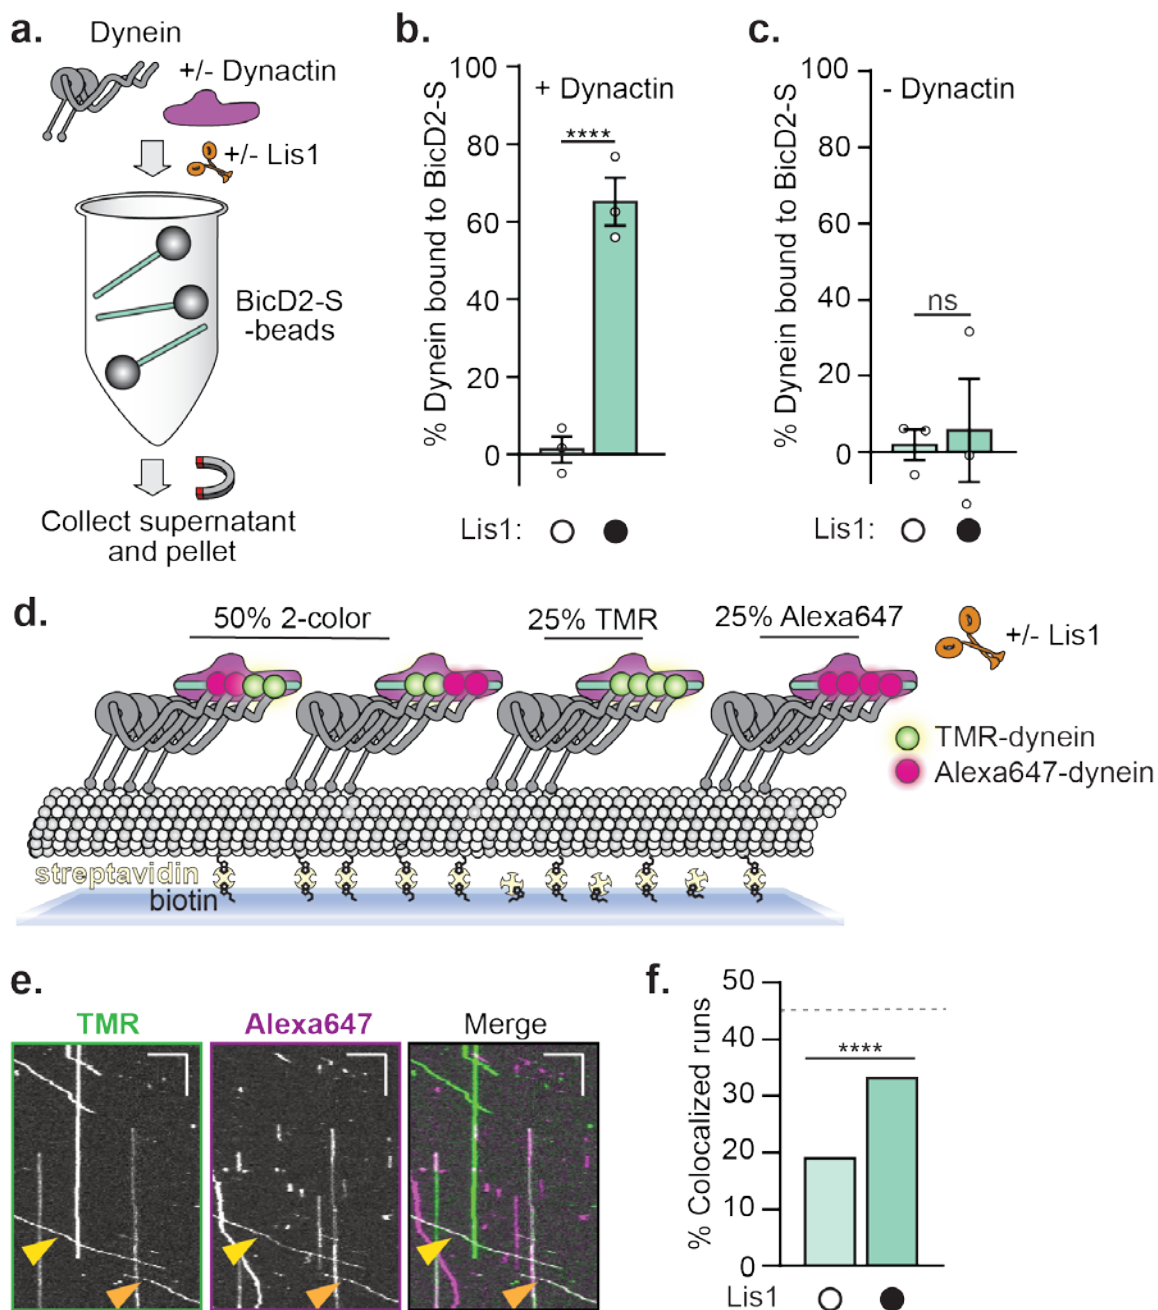 a.
Dynein
+/- Dynactin
+/- Lis1
BicD2-S
-beads
Collect supernatant
and pellet
b.
% Dynein bound to BicD2-S
100
80
60
40
20
0
+ Dynactin
****
Lis1:
c.
% Dynein bound to BicD2-S
100
80
60
40
20
0
- Dynactin
ns
Lis1:
d.
50% 2-color
25% TMR
25% Alexa647
+/- Lis1
TMR-dynein
Alexa647-dynein
streptavidin
biotin
e.
TMR
Alexa647
Merge
f.
% Colocalized runs
50
40
30
20
10
0
****
Lis1